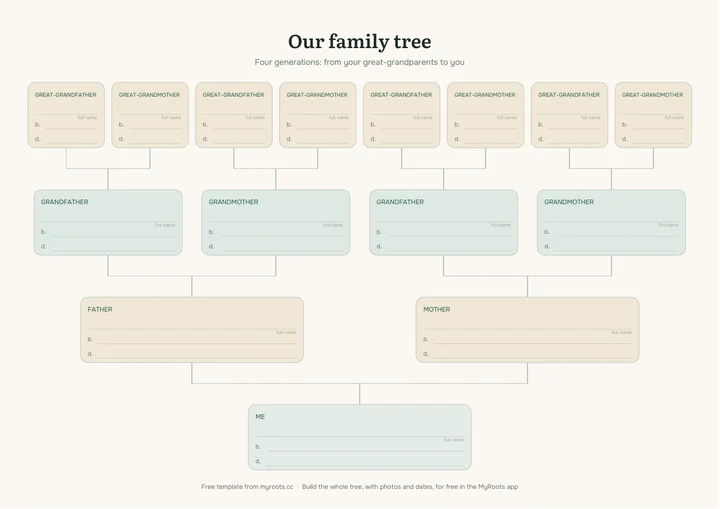 Our family tree
Four generations: from your great-grandparents to you
GREAT-GRANDFATHER GREAT-GRANDMOTHER GREAT-GRANDFATHER GREAT-GRANDMOTHER GREAT-GRANDFATHER GREAT-GRANDMOTHER GREAT-GRANDFATHER GREAT-GRANDMOTHER
full name full name full name full name full name full name full name full name
b. b. b. b. b. b. b. b.
d. d. d. d. d. d. d. d.
GRANDFATHER GRANDMOTHER GRANDFATHER GRANDMOTHER
full name full name full name full name
b. b. b. b.
d. d. d. d.
FATHER MOTHER
full name full name
b. b.
d. d.
ME
full name
b.
d.
Free template from myroots.cc · Build the whole tree, with photos and dates, for free in the MyRoots app